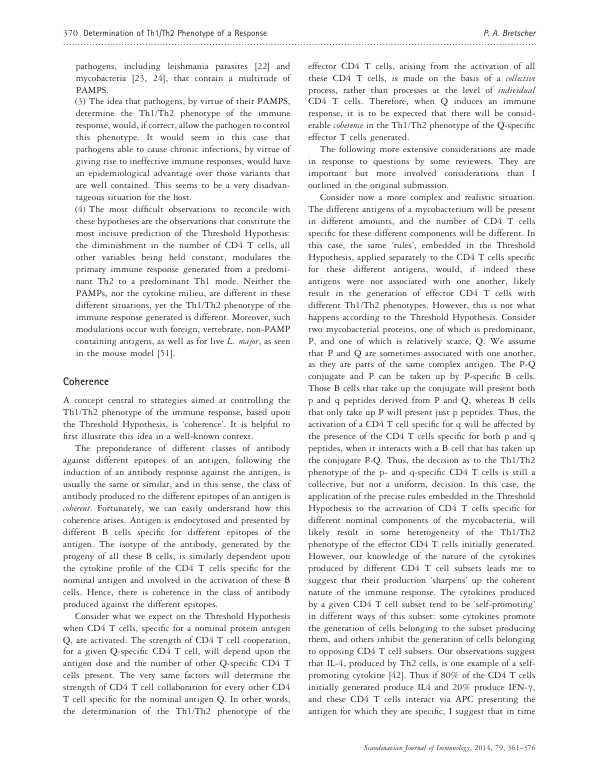 370 Determination of Th1/Th2 Phenotype of a Response
P. A. Bretscher
pathogens, including leishmania parasites [22] and
mycobacteria [23, 24], that contain a multitude of
PAMPS.
(3) The idea that pathogens, by virtue of their PAMPS,
determine the Th1/Th2 phenotype of the immune
response, would, if correct, allow the pathogen to control
this phenotype. It would seem in this case that
pathogens able to cause chronic infections, by virtue of
giving rise to ineffective immune responses, would have
an epidemiological advantage over those variants that
are well contained. This seems to be a very disadvan-
tageous situation for the host.
(4) The most difficult observations to reconcile with
these hypotheses are the observations that constitute the
most incisive prediction of the Threshold Hypothesis:
the diminishment in the number of CD4 T cells, all
other variables being held constant, modulates the
primary immune response generated from a predomi-
nant Th2 to a predominant Th1 mode. Neither the
PAMPs, nor the cytokine milieu, are different in these
different situations, yet the Th1/Th2 phenotype of the
immune response generated is different. Moreover, such
modulations occur with foreign, vertebrate, non-PAMP
containing antigens, as well as for live L. major, as seen
in the mouse model [51].
Coherence
A concept central to strategies aimed at controlling the
Th1/Th2 phenotype of the immune response, based upon
the Threshold Hypothesis, is 'coherence'. It is helpful to
first illustrate this idea in a well-known context.
The preponderance of different classes of antibody
against different epitopes of an antigen, following the
induction of an antibody response against the antigen, is
usually the same or similar, and in this sense, the class of
antibody produced to the different epitopes of an antigen is
coherent. Fortunately, we can easily understand how this
coherence arises. Antigen is endocytosed and presented by
different B cells specific for different epitopes of the
antigen. The isotype of the antibody, generated by the
progeny of all these B cells, is similarly dependent upon
the cytokine profile of the CD4 T cells specific for the
nominal antigen and involved in the activation of these B
cells. Hence, there is coherence in the class of antibody
produced against the different epitopes.
Consider what we expect on the Threshold Hypothesis
when CD4 T cells, specific for a nominal protein antigen
Q, are activated. The strength of CD4 T cell cooperation,
for a given Q-specific CD4 T cell, will depend upon the
antigen dose and the number of other Q-specific CD4 T
cells present. The very same factors will determine the
strength of CD4 T cell collaboration for every other CD4
T cell specific for the nominal antigen Q. In other words,
the determination of the Th1/Th2 phenotype of the
effector CD4 T cells, arising from the activation of all
these CD4 T cells, is made on the basis of a collective
process, rather than processes at the level of individual
CD4 T cells. Therefore, when Q induces an immune
response, it is to be expected that there will be consid-
erable coherence in the Th1/Th2 phenotype of the Q-specific
effector T cells generated.
The following more extensive considerations are made
in response to questions by some reviewers. They are
important but more involved considerations than I
outlined in the original submission.
Consider now a more complex and realistic situation.
The different antigens of a mycobacterium will be present
in different amounts, and the number of CD4 T cells
specific for these different components will be different. In
this case, the same 'rules', embedded in the Threshold
Hypothesis, applied separately to the CD4 T cells specific
for these different antigens, would, if indeed these
antigens were not associated with one another, likely
result in the generation of effector CD4 T cells with
different Th1/Th2 phenotypes. However, this is not what
happens according to the Threshold Hypothesis. Consider
two mycobacterial proteins, one of which is predominant,
P, and one of which is relatively scarce, Q. We assume
that P and Q are sometimes associated with one another,
as they are parts of the same complex antigen. The P-Q
conjugate and P can be taken up by P-specific B cells.
Those B cells that take up the conjugate will present both
p and q peptides derived from P and Q, whereas B cells
that only take up P will present just p peptides. Thus, the
activation of a CD4 T cell specific for q will be affected by
the presence of the CD4 T cells specific for both p and q
peptides, when it interacts with a B cell that has taken up
the conjugate P-Q. Thus, the decision as to the Th1/Th2
phenotype of the p- and q-specific CD4 T cells is still a
collective, but not a uniform, decision. In this case, the
application of the precise rules embedded in the Threshold
Hypothesis to the activation of CD4 T cells specific for
different nominal components of the mycobacteria, will
likely result in some heterogeneity of the Th1/Th2
phenotype of the effector CD4 T cells initially generated.
However, our knowledge of the nature of the cytokines
produced by different CD4 T cell subsets leads me to
suggest that their production 'sharpens' up the coherent
nature of the immune response. The cytokines produced
by a given CD4 T cell subset tend to be 'self-promoting'
in different ways of this subset: some cytokines promote
the generation of cells belonging to the subset producing
them, and others inhibit the generation of cells belonging
to opposing CD4 T cell subsets. Our observations suggest
that IL-4, produced by Th2 cells, is one example of a self-
promoting cytokine [42]. Thus if 80% of the CD4 T cells
initially generated produce IL4 and 20% produce IFN-γ,
and these CD4 T cells interact via APC presenting the
antigen for which they are specific, I suggest that in time
Scandinavian Journal of Immunology, 2014, 79, 361–376